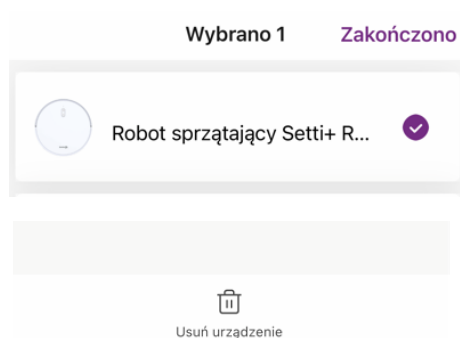 Wybrano 1 Zakończono
Robot sprzątający Setti+ R...
Usuń urządzenie